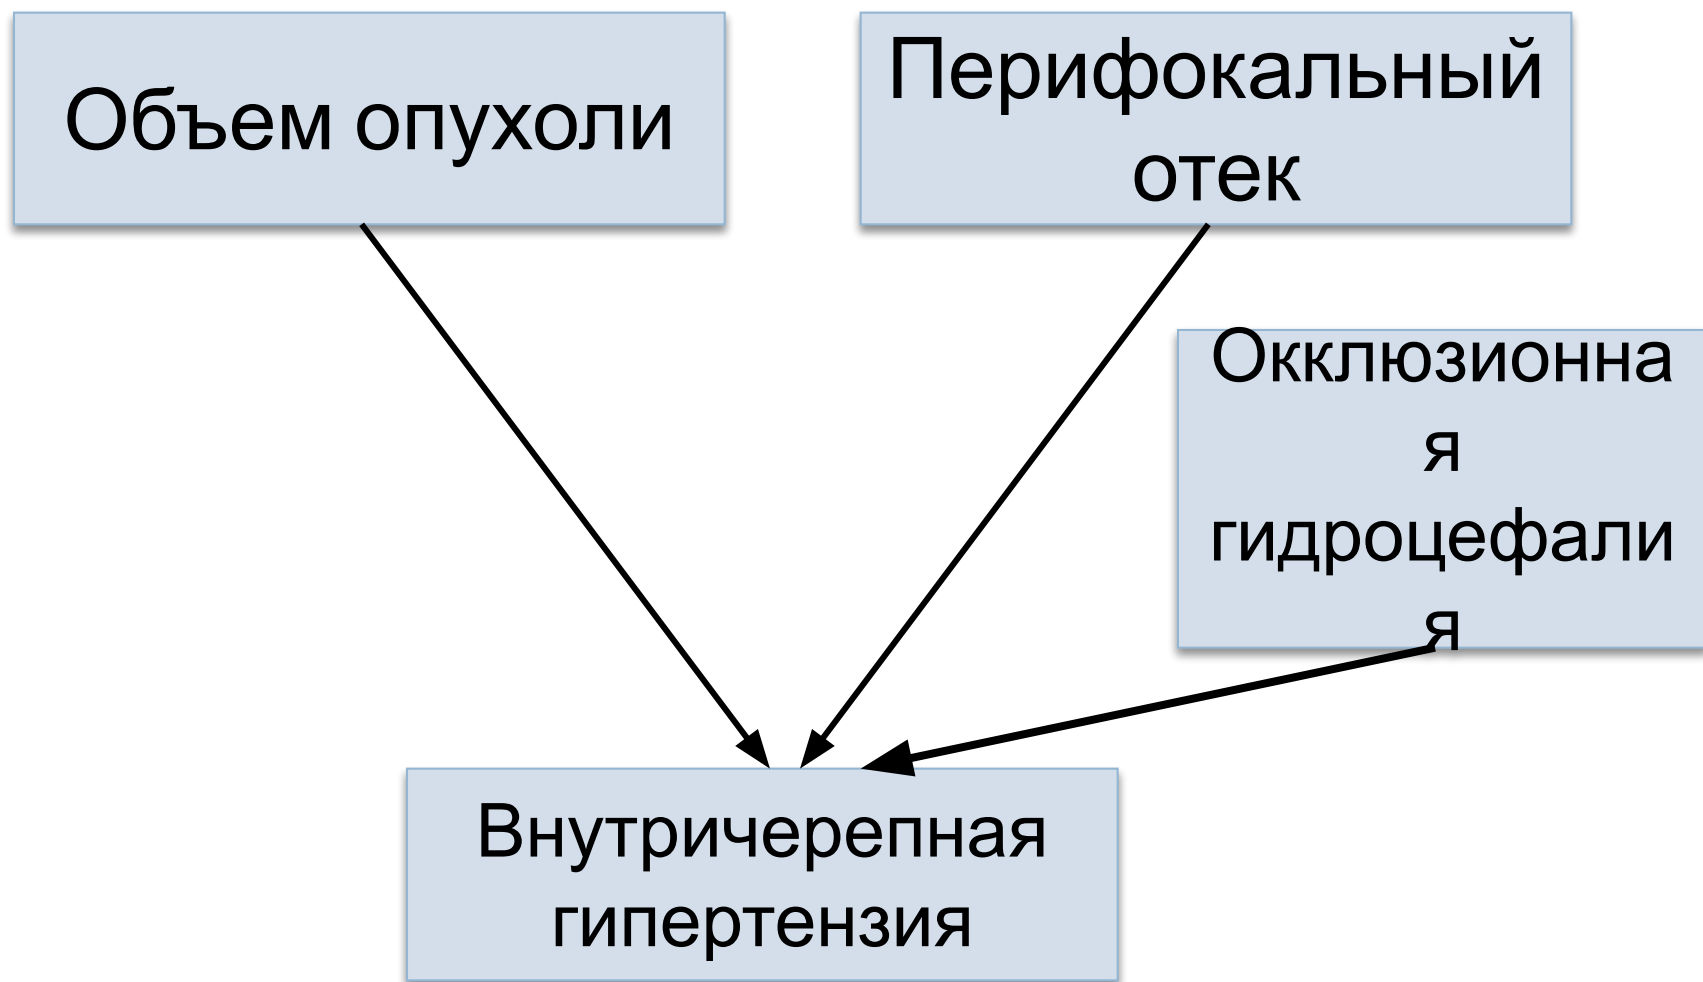 Объем опухоли
Перифокальный
отек
Окклюзионна
я
гидроцефали
я
Внутричерепная
гипертензия